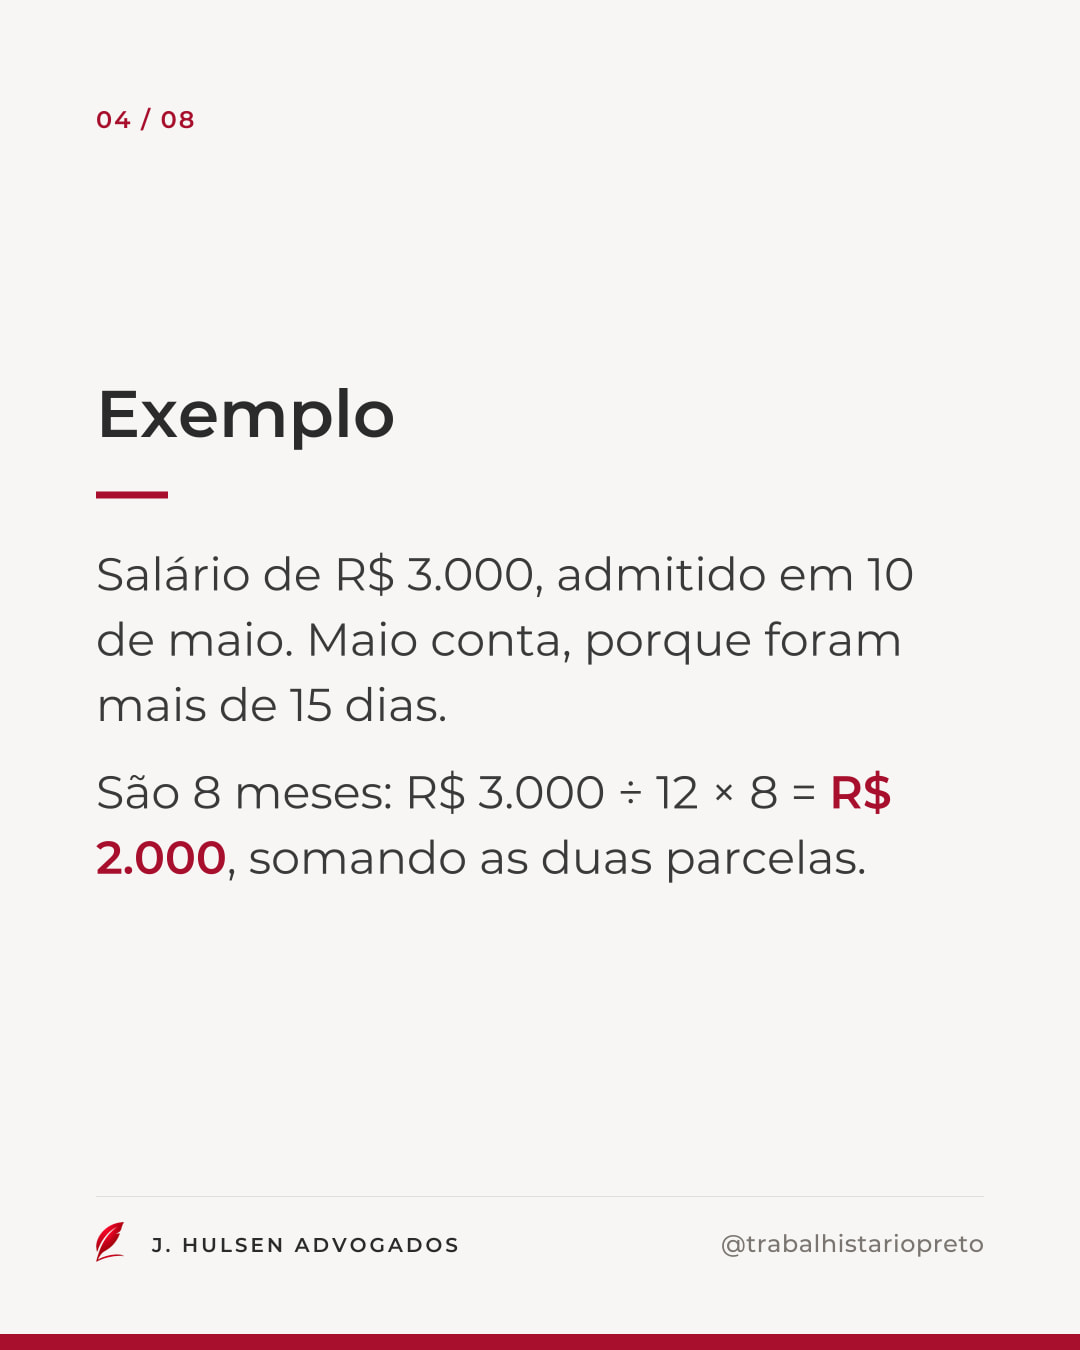 04 / 08
Exemplo
Salário de R$ 3.000, admitido em 10
de maio. Maio conta, porque foram
mais de 15 dias.
São 8 meses: R$ 3.000 ÷ 12 × 8 = R$
2.000, somando as duas parcelas.
J. HULSEN ADVOGADOS
@trabalhistariopreto